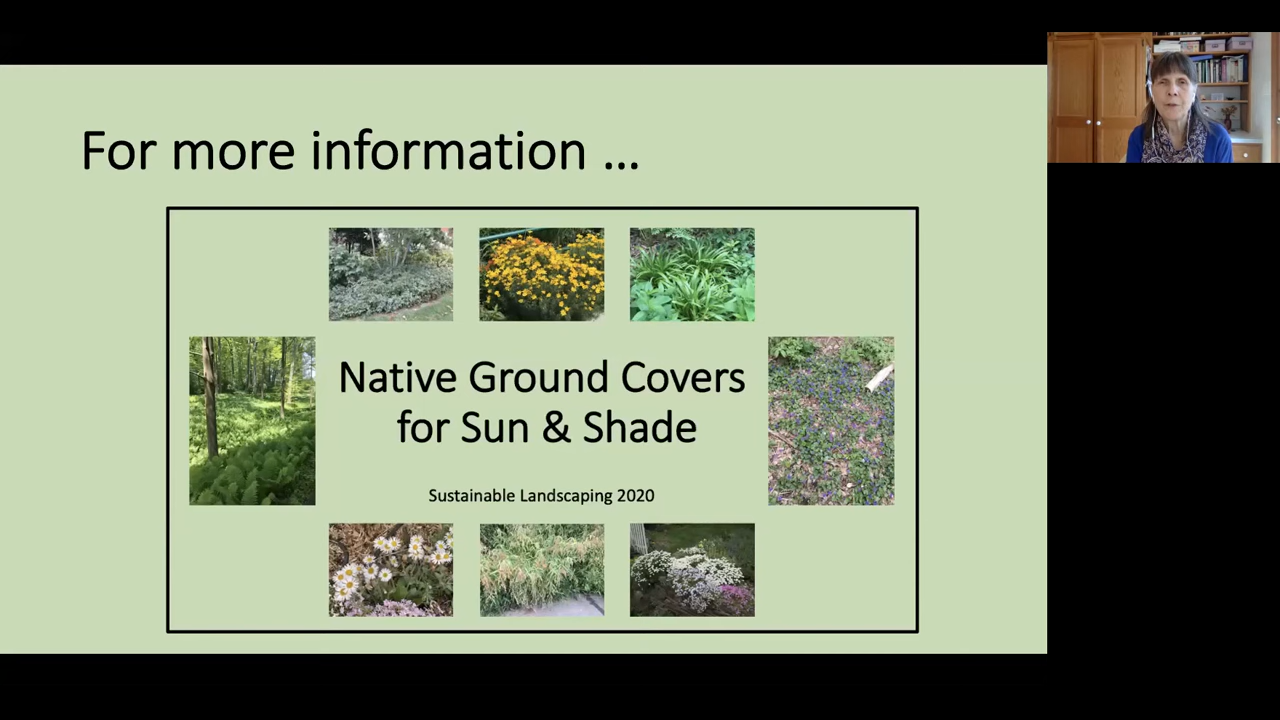 For more information ...
Native Ground Covers
for Sun & Shade
Sustainable Landscaping 2020